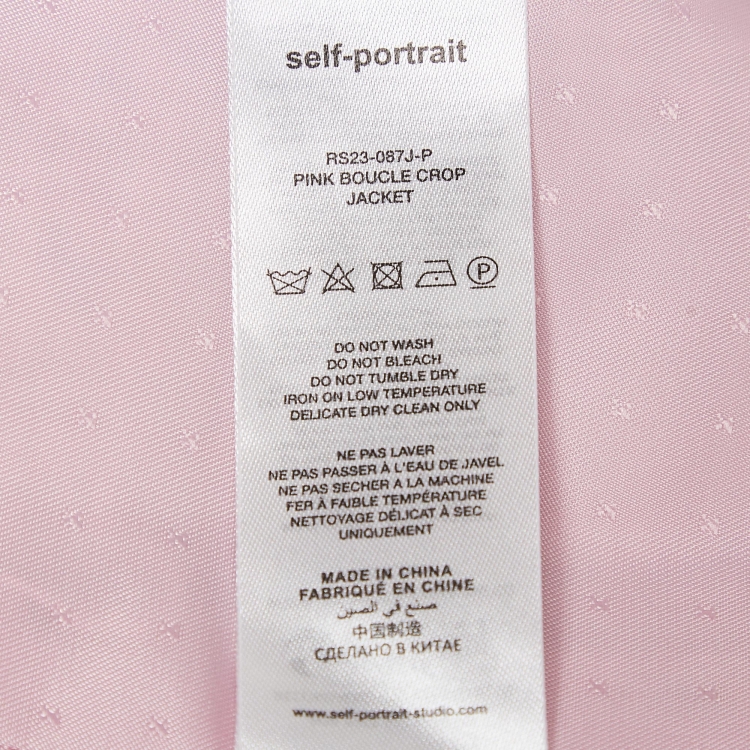 self-portrait
RS23-087J-P
PINK BOUCLE CROP
JACKET
P
DO NOT WASH
DO NOT BLEACH
DO NOT TUMBLE DRY
IRON ON LOW TEMPERATURE
DELICATE DRY CLEAN ONLY
NE PAS LAVER
NE PAS PASSER À L'EAU DE JAVEL
NE PAS SECHER A LA MACHINE
FER À FAIBLE TEMPÉRATURE
NETTOYAGE DÉLICAT À SEC
UNIQUEMENT
MADE IN CHINA
FABRIQUÉ EN CHINE
صنع في الصين
中国制造
СДЕЛАНО В КИТАЕ
www.self-portrait-studio.com